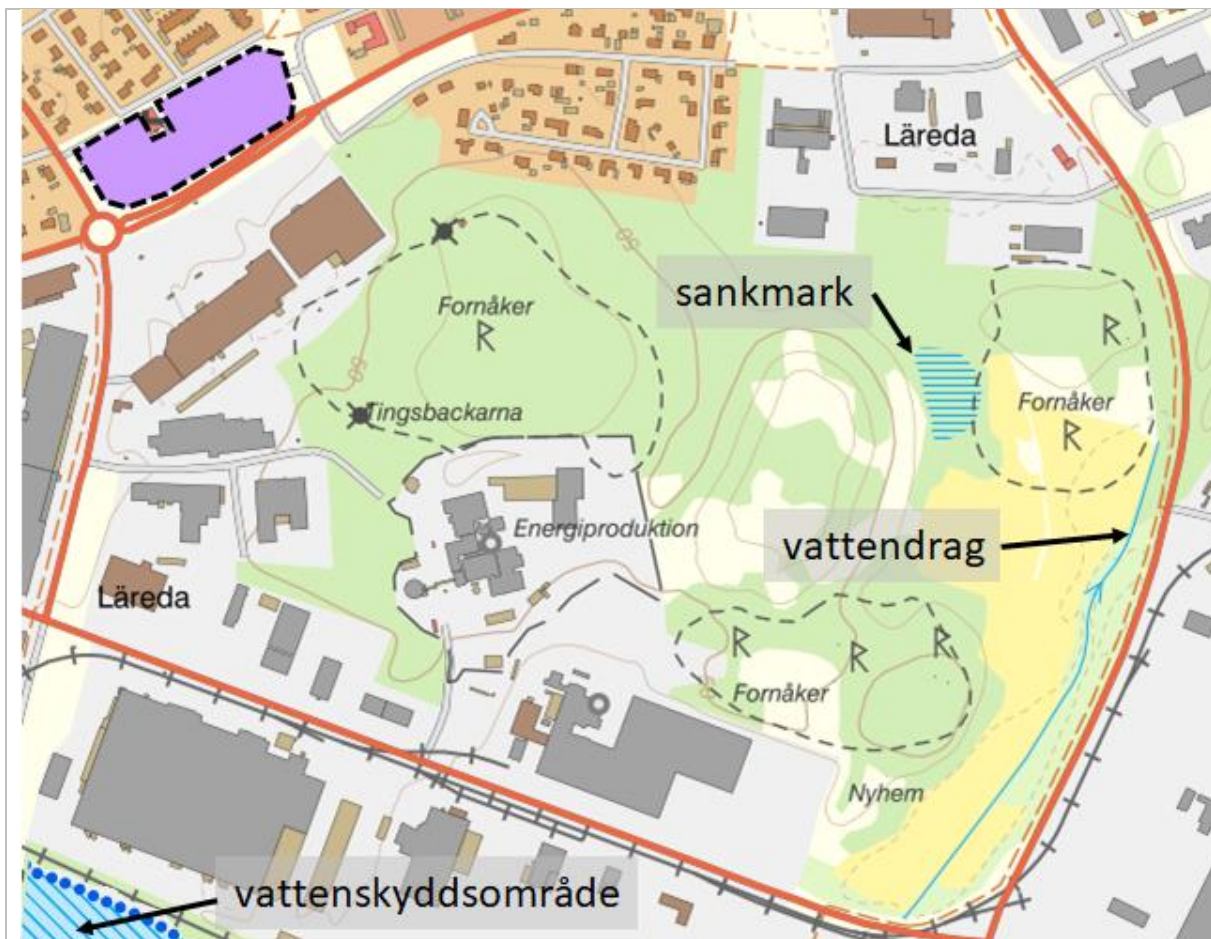 Läreda
sankmark
Fornåker
R
R
Tingsbackarna
Fornåker
R
Energiproduktion
vattendrag
Läreda
R
R
R
Fornåker
Nyhem
vattenskyddsområde